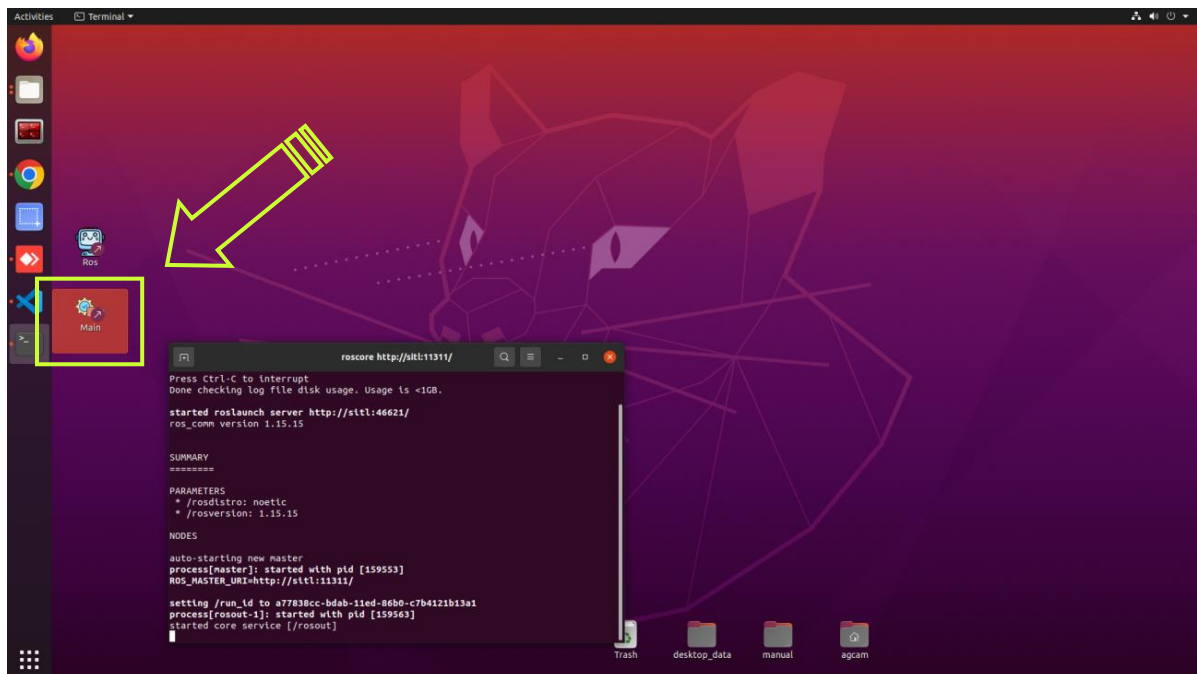 Activities
Terminal
Ros
Main
roscore http://sitl:11311/
Press Ctrl-C to interrupt
Done checking log file disk usage. Usage is <1GB.
started roslaunch server http://sitl:46621/
ros_comm version 1.15.15
SUMMARY
========
PARAMETERS
* /rosdistro: noetic
* /rosversion: 1.15.15
NODES
auto-starting new master
process[master]: started with pid [159553]
ROS_MASTER_URI=http://sitl:11311/
setting /run_id to a77838cc-bdab-11ed-86b0-c7b4121b13a1
process[rosout-1]: started with pid [159563]
started core service [/rosout]
Trash
desktop_data
manual
agcam